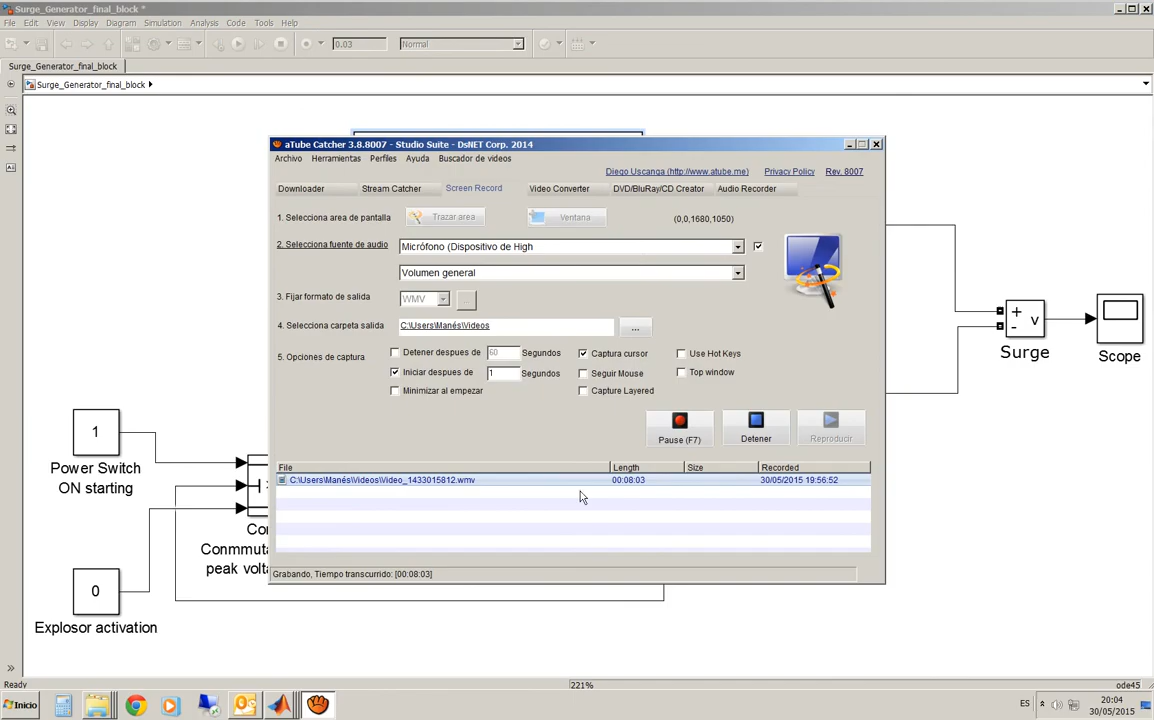 Surge_Generator_final_block *
File Edit View Display Diagram Simulation Analysis Code Tools Help
0.03 Normal
Surge_Generator_final_block
Surge_Generator_final_block
aTube Catcher 3.8.8007 - Studio Suite - DsNET Corp. 2014
Archivo Herramientas Perfiles Ayuda Buscador de videos
Diego Uscanga (http://www.atube.me) Privacy Policy Rev. 8007
Downloader Stream Catcher Screen Record Video Converter DVD/BluRay/CD Creator Audio Recorder
1. Selecciona area de pantalla Trazar area Ventana (0,0,1680,1050)
2. Selecciona fuente de audio Micrófono (Dispositivo de High
Volumen general
3. Fijar formato de salida WMV ...
4. Selecciona carpeta salida C:\Users\Manés\Videos ...
5. Opciones de captura Detener despues de 60 Segundos Captura cursor Use Hot Keys
Iniciar despues de 1 Segundos Seguir Mouse Top window
Minimizar al empezar Capture Layered
Pause (F7) Detener Reproducir
File Length Size Recorded
C:\Users\Manés\Videos\Video_1433015812.wmv 00:08:03 30/05/2015 19:56:52
Grabando, Tiempo transcurrido: [00:08:03]
1
Power Switch
ON starting
Co
Conmmuta
peak volt
0
Explosor activation
+
-
v
Surge
Scope
Ready 221% ode45
Inicio ES 20:04
30/05/2015